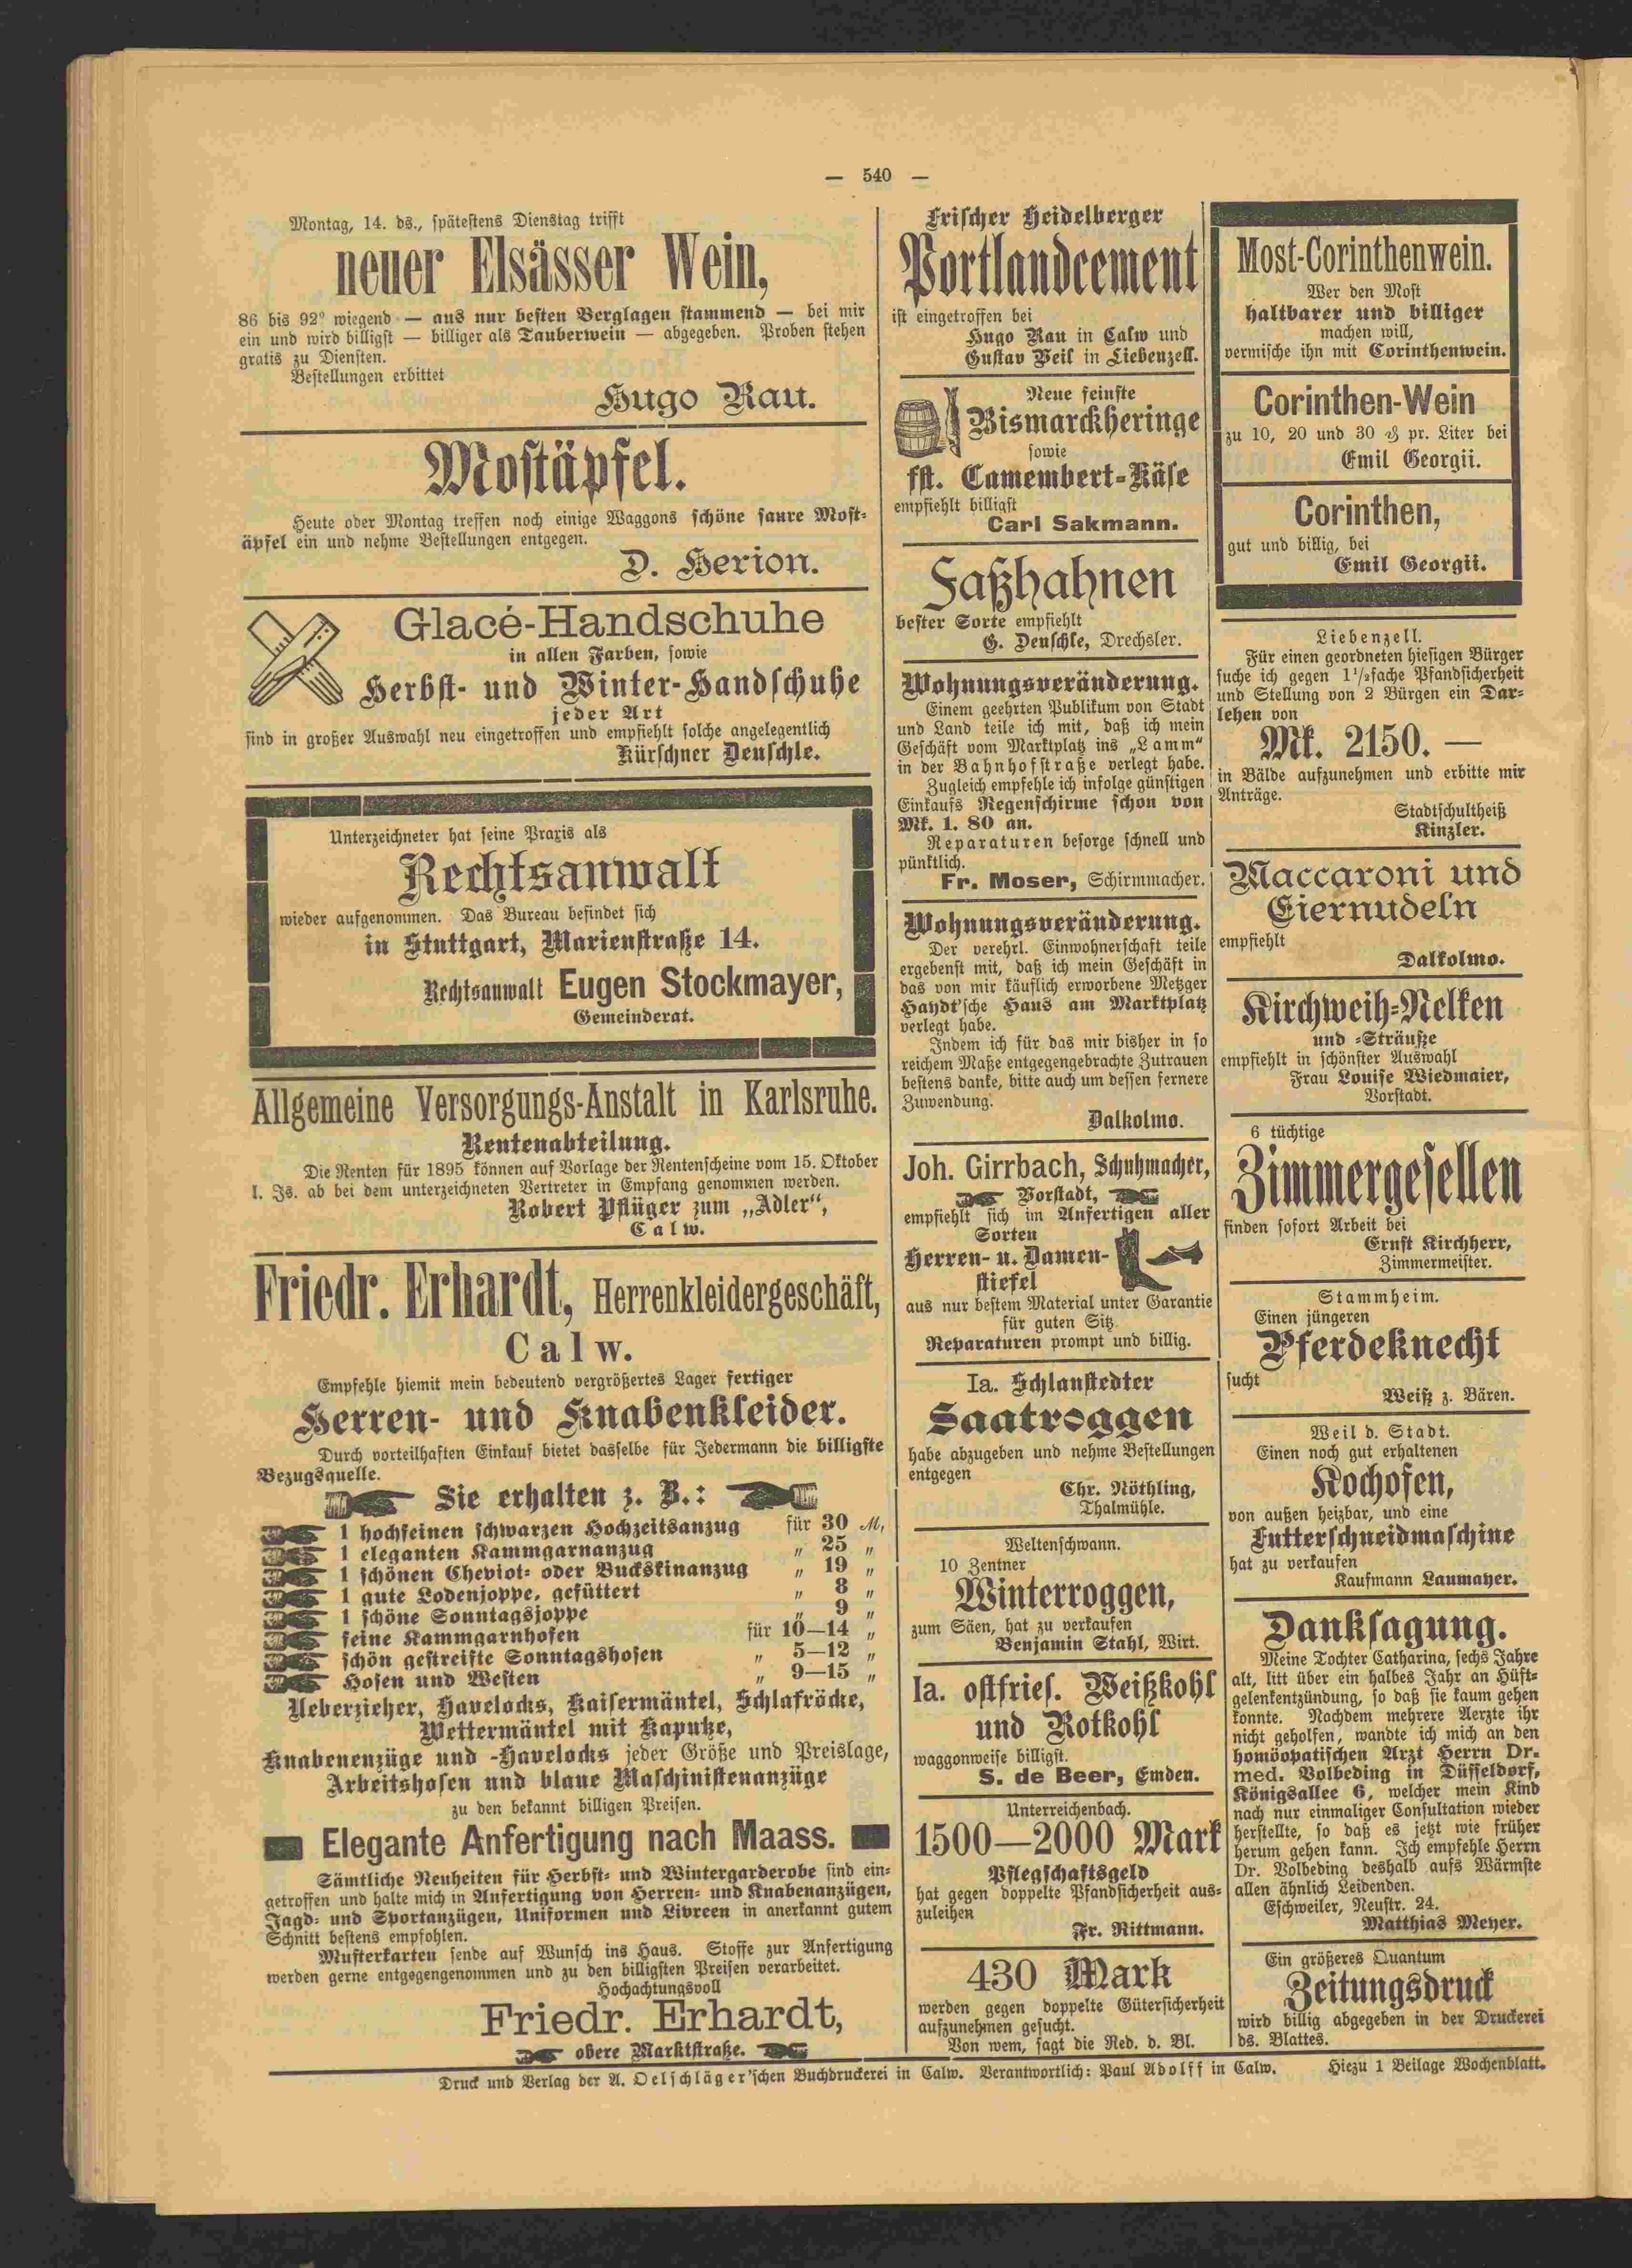 — 540 —
Montag, 14. ds., spätestens Dienstag trifft
neuer Elsässer Wein,
86 bis 92° wiegend — aus nur besten Berglagen stammend — bei mir
ein und wird billigst — billiger als Tauberwein — abgegeben. Proben stehen
gratis zu Diensten.
Bestellungen erbittet
Hugo Rau.
Mostäpfel.
Heute oder Montag treffen noch einige Waggons schöne saure Most-
äpfel ein und nehme Bestellungen entgegen.
D. Herion.
Glacé-Handschuhe
in allen Farben, sowie
Herbst- und Winter-Handschuhe
jeder Art
sind in großer Auswahl neu eingetroffen und empfiehlt solche angelegentlich
Kürschner Deuschle.
Unterzeichneter hat seine Praxis als
Rechtsanwalt
wieder aufgenommen. Das Bureau befindet sich
in Stuttgart, Marienstraße 14.
Rechtsanwalt Eugen Stockmayer,
Gemeinderat.
Allgemeine Versorgungs-Anstalt in Karlsruhe.
Rentenabteilung.
Die Renten für 1895 können auf Vorlage der Rentenscheine vom 15. Oktober
l. Js. ab bei dem unterzeichneten Vertreter in Empfang genommen werden.
Robert Pflüger zum „Adler“,
Calw.
Friedr. Erhardt, Herrenkleidergeschäft,
Calw.
Empfehle hiemit mein bedeutend vergrößertes Lager fertiger
Herren- und Knabenkleider.
Durch vorteilhaften Einkauf bietet dasselbe für Jedermann die billigste
Bezugsquelle.
Sie erhalten z. B.:
1 hochfeinen schwarzen Hochzeitsanzug für 30 M,
1 eleganten Kammgarnanzug „ 25 „
1 schönen Cheviot- oder Buckskinanzug „ 19 „
1 gute Lodenjoppe, gefüttert „ 8 „
1 schöne Sonntagsjoppe „ 9 „
feine Kammgarnhosen für 10—14 „
schön gestreifte Sonntagshosen „ 5—12 „
Hosen und Westen „ 9—15 „
Ueberzieher, Havelocks, Kaisermäntel, Schlafröcke,
Wettermäntel mit Kaputze,
Knabenenzüge und -Havelocks jeder Größe und Preislage,
Arbeitshosen und blaue Maschinistenanzüge
zu den bekannt billigen Preisen.
Elegante Anfertigung nach Maass.
Sämtliche Neuheiten für Herbst- und Wintergarderobe sind ein-
getroffen und halte mich in Anfertigung von Herren- und Knabenanzügen,
Jagd- und Sportanzügen, Uniformen und Livreen in anerkannt gutem
Schnitt bestens empfohlen.
Musterkarten sende auf Wunsch ins Haus. Stoffe zur Anfertigung
werden gerne entgegengenommen und zu den billigsten Preisen verarbeitet.
Hochachtungsvoll
Friedr. Erhardt,
obere Marktstraße.
Frischer Heidelberger
Portlandcement
ist eingetroffen bei
Hugo Rau in Calw und
Gustav Veil in Liebenzell.
Neue feinste
Bismarckheringe
sowie
fst. Camembert-Käse
empfiehlt billigst
Carl Sakmann.
Faßhahnen
bester Sorte empfiehlt
G. Deuschle, Drechsler.
Wohnungsveränderung.
Einem geehrten Publikum von Stadt
und Land teile ich mit, daß ich mein
Geschäft vom Marktplatz ins „Lamm“
in der Bahnhofstraße verlegt habe.
Zugleich empfehle ich infolge günstigen
Einkaufs Regenschirme schon von
Mk. 1. 80 an.
Reparaturen besorge schnell und
pünktlich.
Fr. Moser, Schirmmacher.
Wohnungsveränderung.
Der verehrl. Einwohnerschaft teile
ergebenst mit, daß ich mein Geschäft in
das von mir käuflich erworbene Metzger
Haydt'sche Haus am Marktplatz
verlegt habe.
Indem ich für das mir bisher in so
reichem Maße entgegengebrachte Zutrauen
bestens danke, bitte auch um dessen fernere
Zuwendung.
Dalkolmo.
Joh. Girrbach, Schuhmacher,
Vorstadt,
empfiehlt sich im Anfertigen aller
Sorten
Herren- u. Damen-
stiefel
aus nur bestem Material unter Garantie
für guten Sitz.
Reparaturen prompt und billig.
Ia. Schlanstedter
Saatroggen
habe abzugeben und nehme Bestellungen
entgegen
Chr. Nöthling,
Thalmühle.
Weltenschwann.
10 Zentner
Winterroggen,
zum Säen, hat zu verkaufen
Benjamin Stahl, Wirt.
Ia. ostfries. Weißkohl
und Rotkohl
waggonweise billigst.
S. de Beer, Emden.
Unterreichenbach.
1500—2000 Mark
Pflegschaftsgeld
hat gegen doppelte Pfandsicherheit aus-
zuleihen
Fr. Rittmann.
430 Mark
werden gegen doppelte Gütersicherheit
aufzunehmen gesucht.
Von wem, sagt die Red. d. Bl.
Most-Corinthenwein.
Wer den Most
haltbarer und billiger
machen will,
vermische ihn mit Corinthenwein.
Corinthen-Wein
zu 10, 20 und 30 ₰ pr. Liter bei
Emil Georgii.
Corinthen,
gut und billig, bei
Emil Georgii.
Liebenzell.
Für einen geordneten hiesigen Bürger
suche ich gegen 1½fache Pfandsicherheit
und Stellung von 2 Bürgen ein Dar-
lehen von
Mk. 2150. —
in Bälde aufzunehmen und erbitte mir
Anträge.
Stadtschultheiß
Kinzler.
Maccaroni und
Eiernudeln
empfiehlt
Dalkolmo.
Kirchweih-Nelken
und -Sträuße
empfiehlt in schönster Auswahl
Frau Louise Wiedmaier,
Vorstadt.
6 tüchtige
Zimmergesellen
finden sofort Arbeit bei
Ernst Kirchherr,
Zimmermeister.
Stammheim.
Einen jüngeren
Pferdeknecht
sucht
Weiß z. Bären.
Weil d. Stadt.
Einen noch gut erhaltenen
Kochofen,
von außen heizbar, und eine
Futterschneidmaschine
hat zu verkaufen
Kaufmann Laumayer.
Danksagung.
Meine Tochter Catharina, sechs Jahre
alt, litt über ein halbes Jahr an Hüft-
gelenkentzündung, so daß sie kaum gehen
konnte. Nachdem mehrere Aerzte ihr
nicht geholfen, wandte ich mich an den
homöopatischen Arzt Herrn Dr.
med. Volbeding in Düsseldorf,
Königsallee 6, welcher mein Kind
nach nur einmaliger Consultation wieder
herstellte, so daß es jetzt wie früher
herum gehen kann. Ich empfehle Herrn
Dr. Volbeding deshalb aufs Wärmste
allen ähnlich Leidenden.
Eschweiler, Neustr. 24.
Matthias Meyer.
Ein größeres Quantum
Zeitungsdruck
wird billig abgegeben in der Druckerei
ds. Blattes.
Druck und Verlag der A. Oelschläger'schen Buchdruckerei in Calw. Verantwortlich: Paul Adolff in Calw. Hiezu 1 Beilage Wochenblatt.